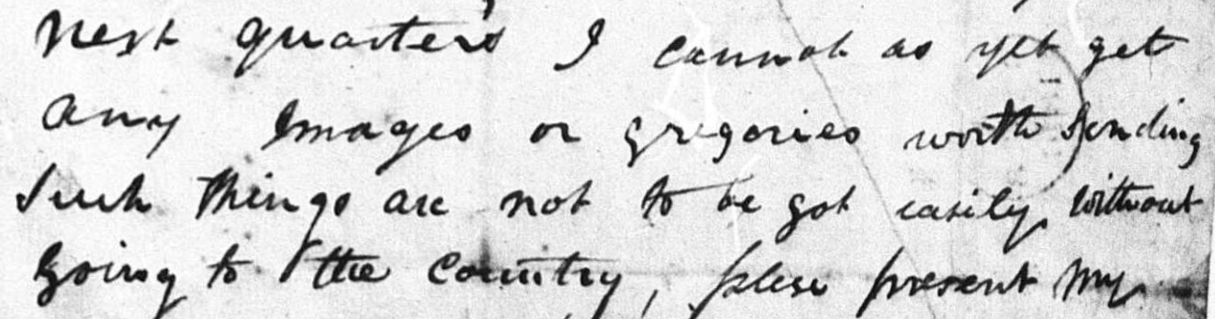 next quarters I cannot as yet get
any Images or gregories worth sending
Such things are not to be got easily without
going to the country, plese present my